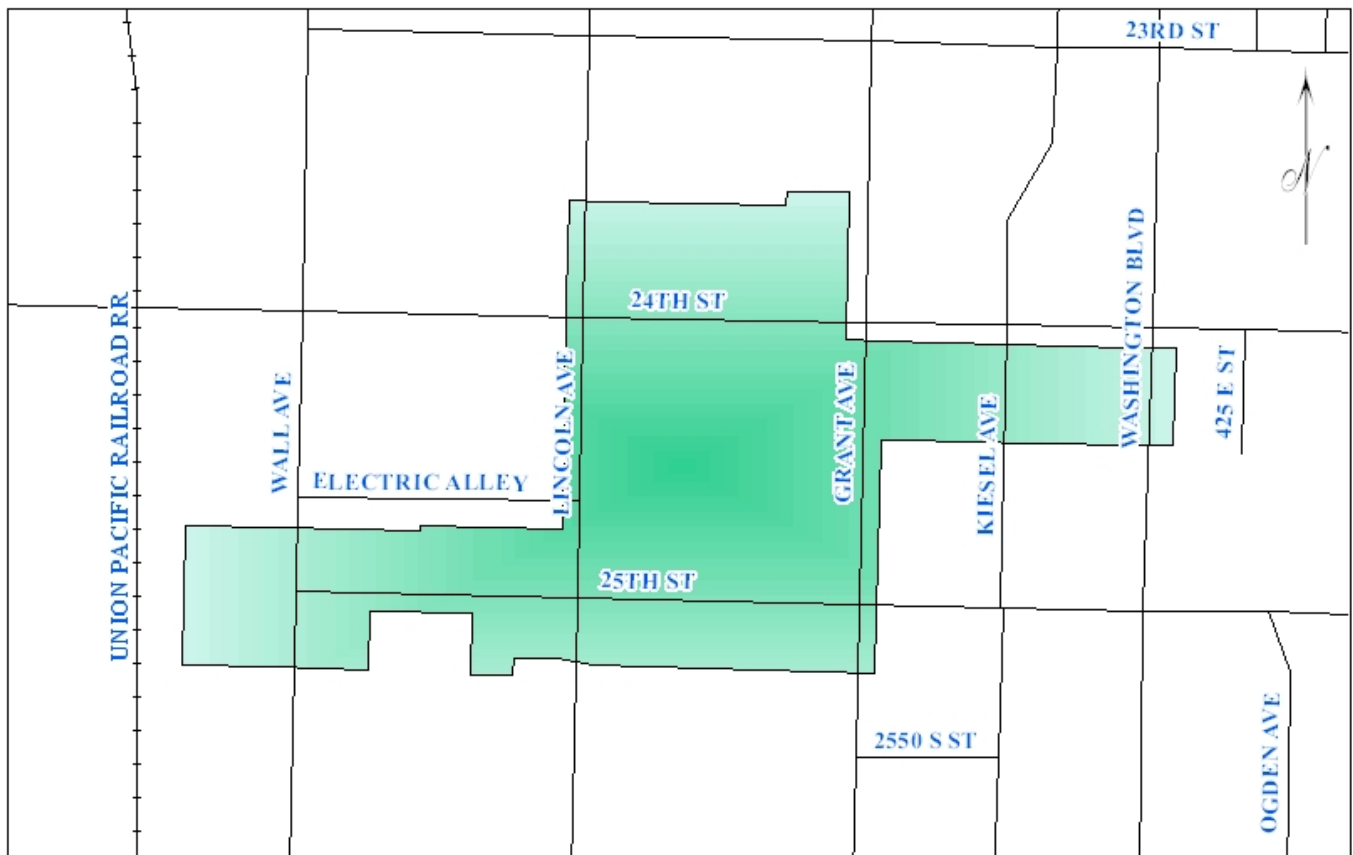 23RD ST
N
24TH ST
UNION PACIFIC RAILROAD RR
WALL AVE
LINCOLN AVE
GRANT AVE
KIESEL AVE
WASHINGTON BLVD
425 E ST
ELECTRIC ALLEY
25TH ST
2550 S ST
OGDEN AVE